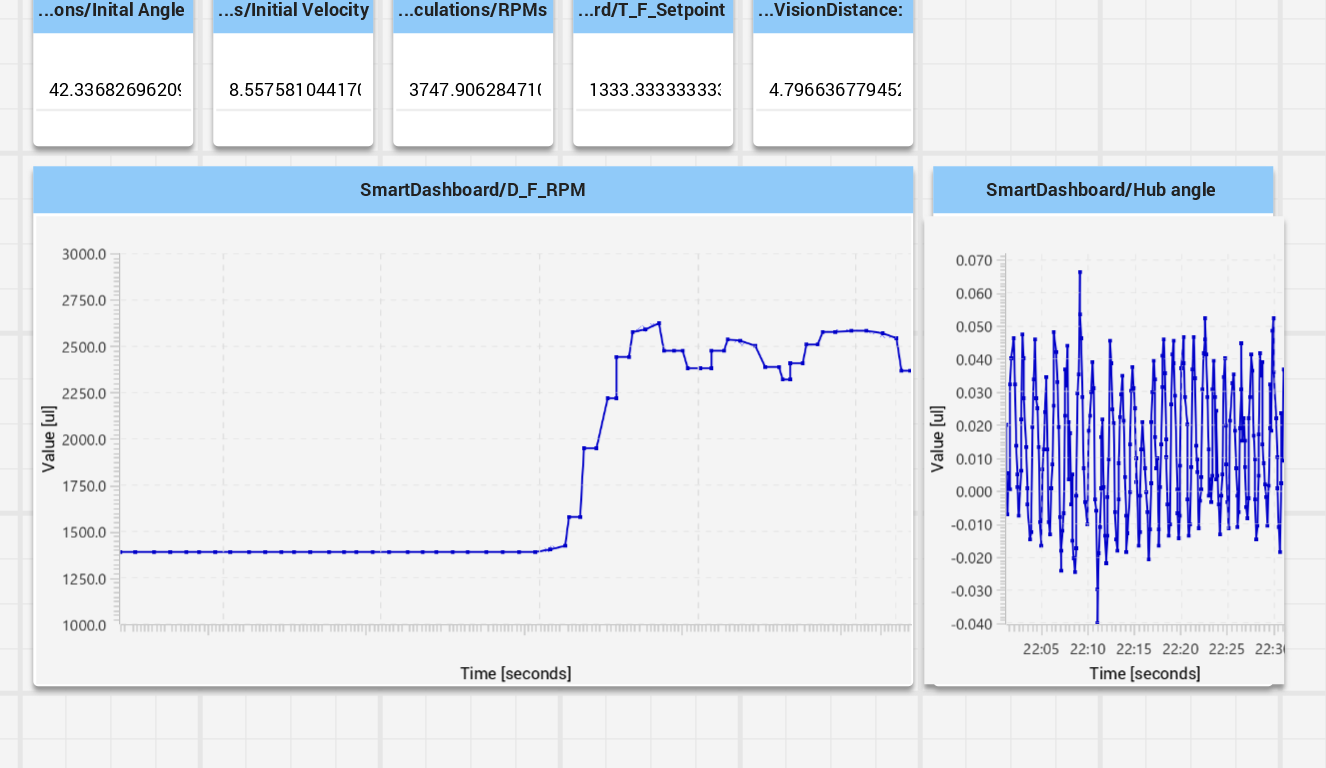 ...ons/Inital Angle
...s/Initial Velocity
...culations/RPMs
...rd/T_F_Setpoint
...VisionDistance:
42.33682696209
8.557581044170
3747.906284710
1333.333333333
4.796636779452
SmartDashboard/D_F_RPM
3000.0
2750.0
2500.0
2250.0
2000.0
1750.0
1500.0
1250.0
1000.0
Value [ul]
Time [seconds]
SmartDashboard/Hub angle
0.070
0.060
0.050
0.040
0.030
0.020
0.010
0.000
-0.010
-0.020
-0.030
-0.040
Value [ul]
22:05 22:10 22:15 22:20 22:25 22:30
Time [seconds]